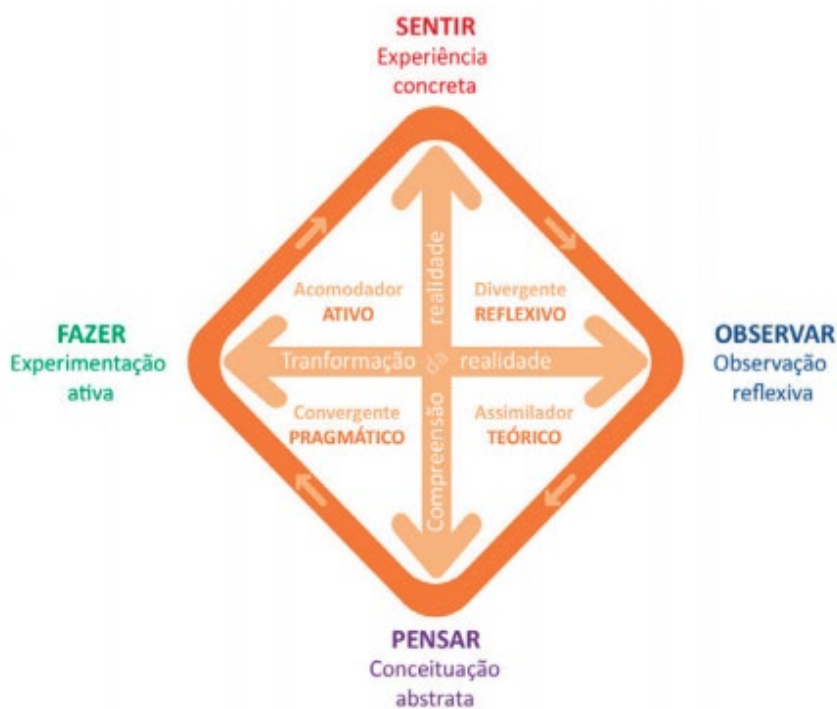 SENTIR
Experiência
concreta
Acomodador
ATIVO
Divergente
REFLEXIVO
FAZER
Experimentação
ativa
Tranformação da realidade
Compreensão da realidade
OBSERVAR
Observação
reflexiva
Convergente
PRAGMÁTICO
Assimilador
TEÓRICO
PENSAR
Conceituação
abstrata